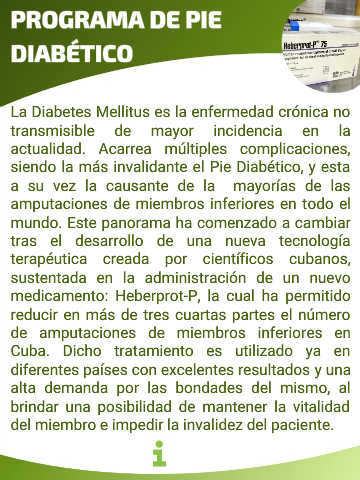 PROGRAMA DE PIE
DIABÉTICO
Heberprot-P® 75
La Diabetes Mellitus es la enfermedad crónica no
transmisible de mayor incidencia en la
actualidad. Acarrea múltiples complicaciones,
siendo la más invalidante el Pie Diabético, y esta
a su vez la causante de la mayorías de las
amputaciones de miembros inferiores en todo el
mundo. Este panorama ha comenzado a cambiar
tras el desarrollo de una nueva tecnología
terapéutica creada por científicos cubanos,
sustentada en la administración de un nuevo
medicamento: Heberprot-P, la cual ha permitido
reducir en más de tres cuartas partes el número
de amputaciones de miembros inferiores en
Cuba. Dicho tratamiento es utilizado ya en
diferentes países con excelentes resultados y una
alta demanda por las bondades del mismo, al
brindar una posibilidad de mantener la vitalidad
del miembro e impedir la invalidez del paciente.
i